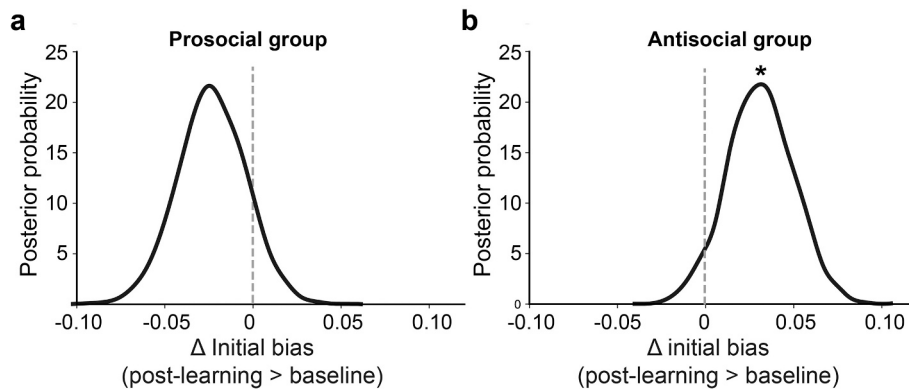 a
Prosocial group
Posterior probability
25
20
15
10
5
-0.10
-0.05
0
0.05
0.10
Δ Initial bias
(post-learning > baseline)
b
Antisocial group
*
Posterior probability
25
20
15
10
5
0
-0.10
-0.05
0
0.05
0.10
Δ initial bias
(post-learning > baseline)